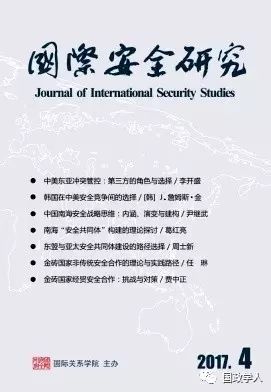 國際安全研究
Journal of International Security Studies
● 中美东亚冲突管控:第三方的角色与选择 / 李开盛
● 韩国在中美安全竞争间的选择 / [韩] J. 詹姆斯·金
● 中国南海安全战略思维:内涵、演变与建构 / 尹继武
● 南海“安全共同体”构建的理论探讨 / 葛红亮
● 东盟与亚太安全共同体建设的路径选择 / 周士新
● 金砖国家非传统安全合作的理论与实践路径 / 任 琳
● 金砖国家经贸安全合作:挑战与对策 / 贾中正
国际关系学院 主办
2017. 4
国政学人